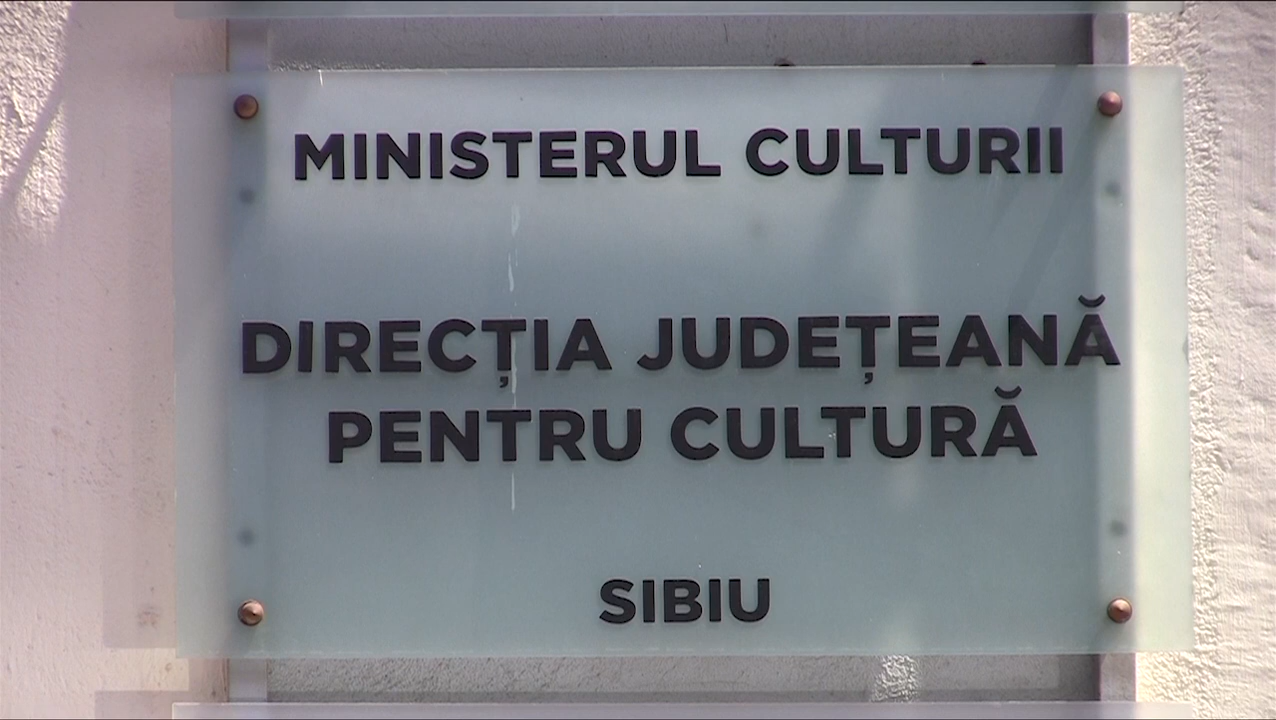 MINISTERUL CULTURII
DIRECȚIA JUDEȚEANĂ
PENTRU CULTURĂ
SIBIU